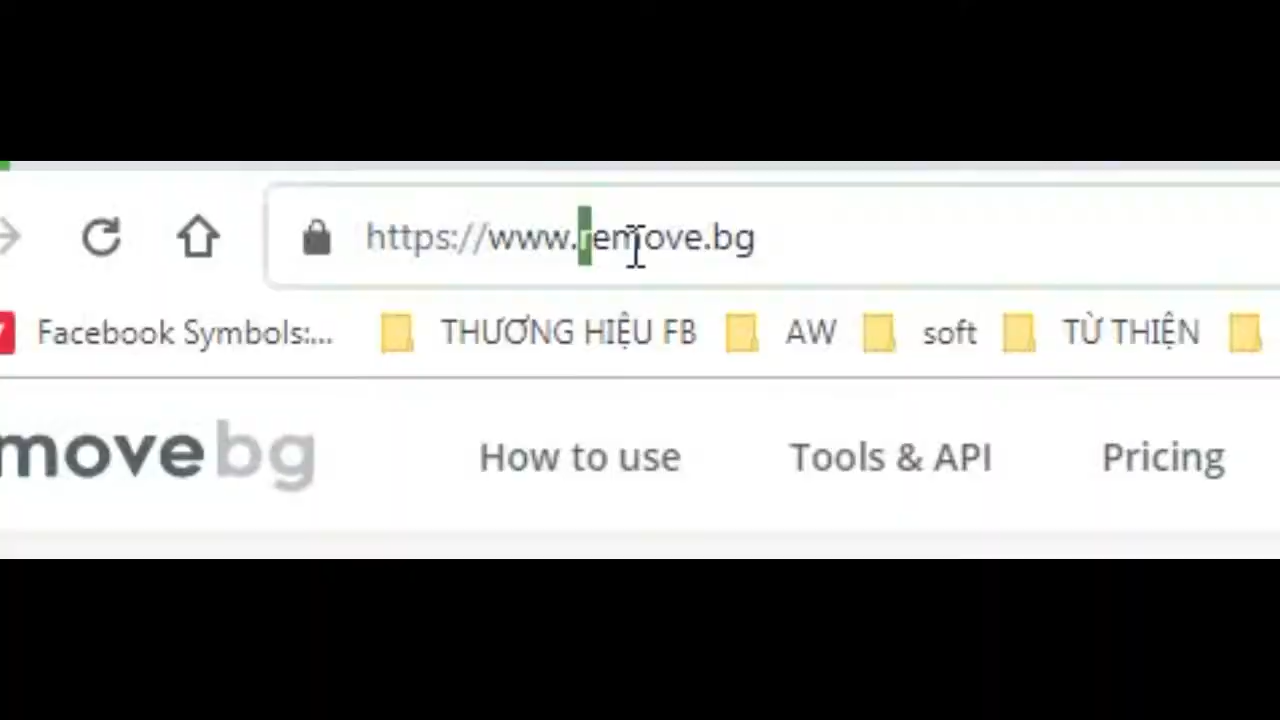 https://www.remove.bg
Facebook Symbols:... THƯƠNG HIỆU FB AW soft TỪ THIỆN
move bg How to use Tools & API Pricing